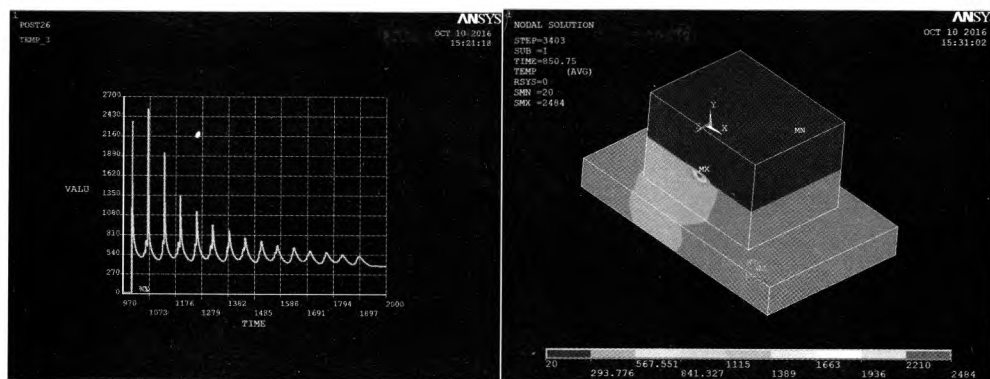 1
POST26
TEMP_3
ANSYS
OCT 10 2016
15:21:18
2700
2430
2160
1890
1620
1350
1080
810
540
270
0
VALU
970
1073
1176
1279
1382
1485
1588
1691
1794
1897
2000
TIME
1
NODAL SOLUTION
STEP=3403
SUB =1
TIME=850.75
TEMP (AVG)
RSYS=0
SMN =20
SMX =2484
ANSYS
OCT 10 2016
15:31:02
Y
X
MN
MX
20
293.776
567.551
841.327
1115
1389
1663
1936
2210
2484